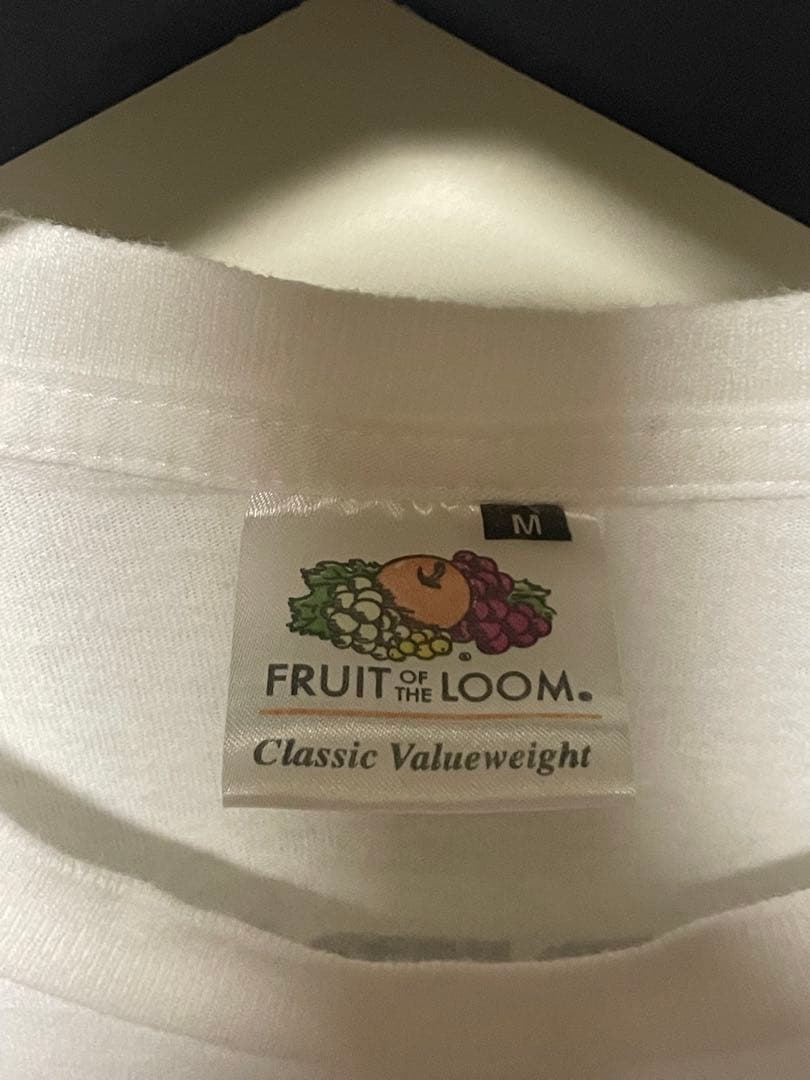 M
FRUIT OF THE LOOM®
Classic Valueweight